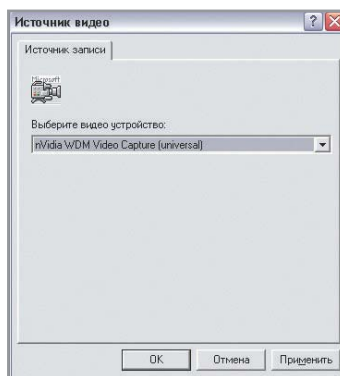 Источник видео
Источник записи
Microsoft
Выберите видео устройство:
nVidia WDM Video Capture (universal)
OK
Отмена
Применить